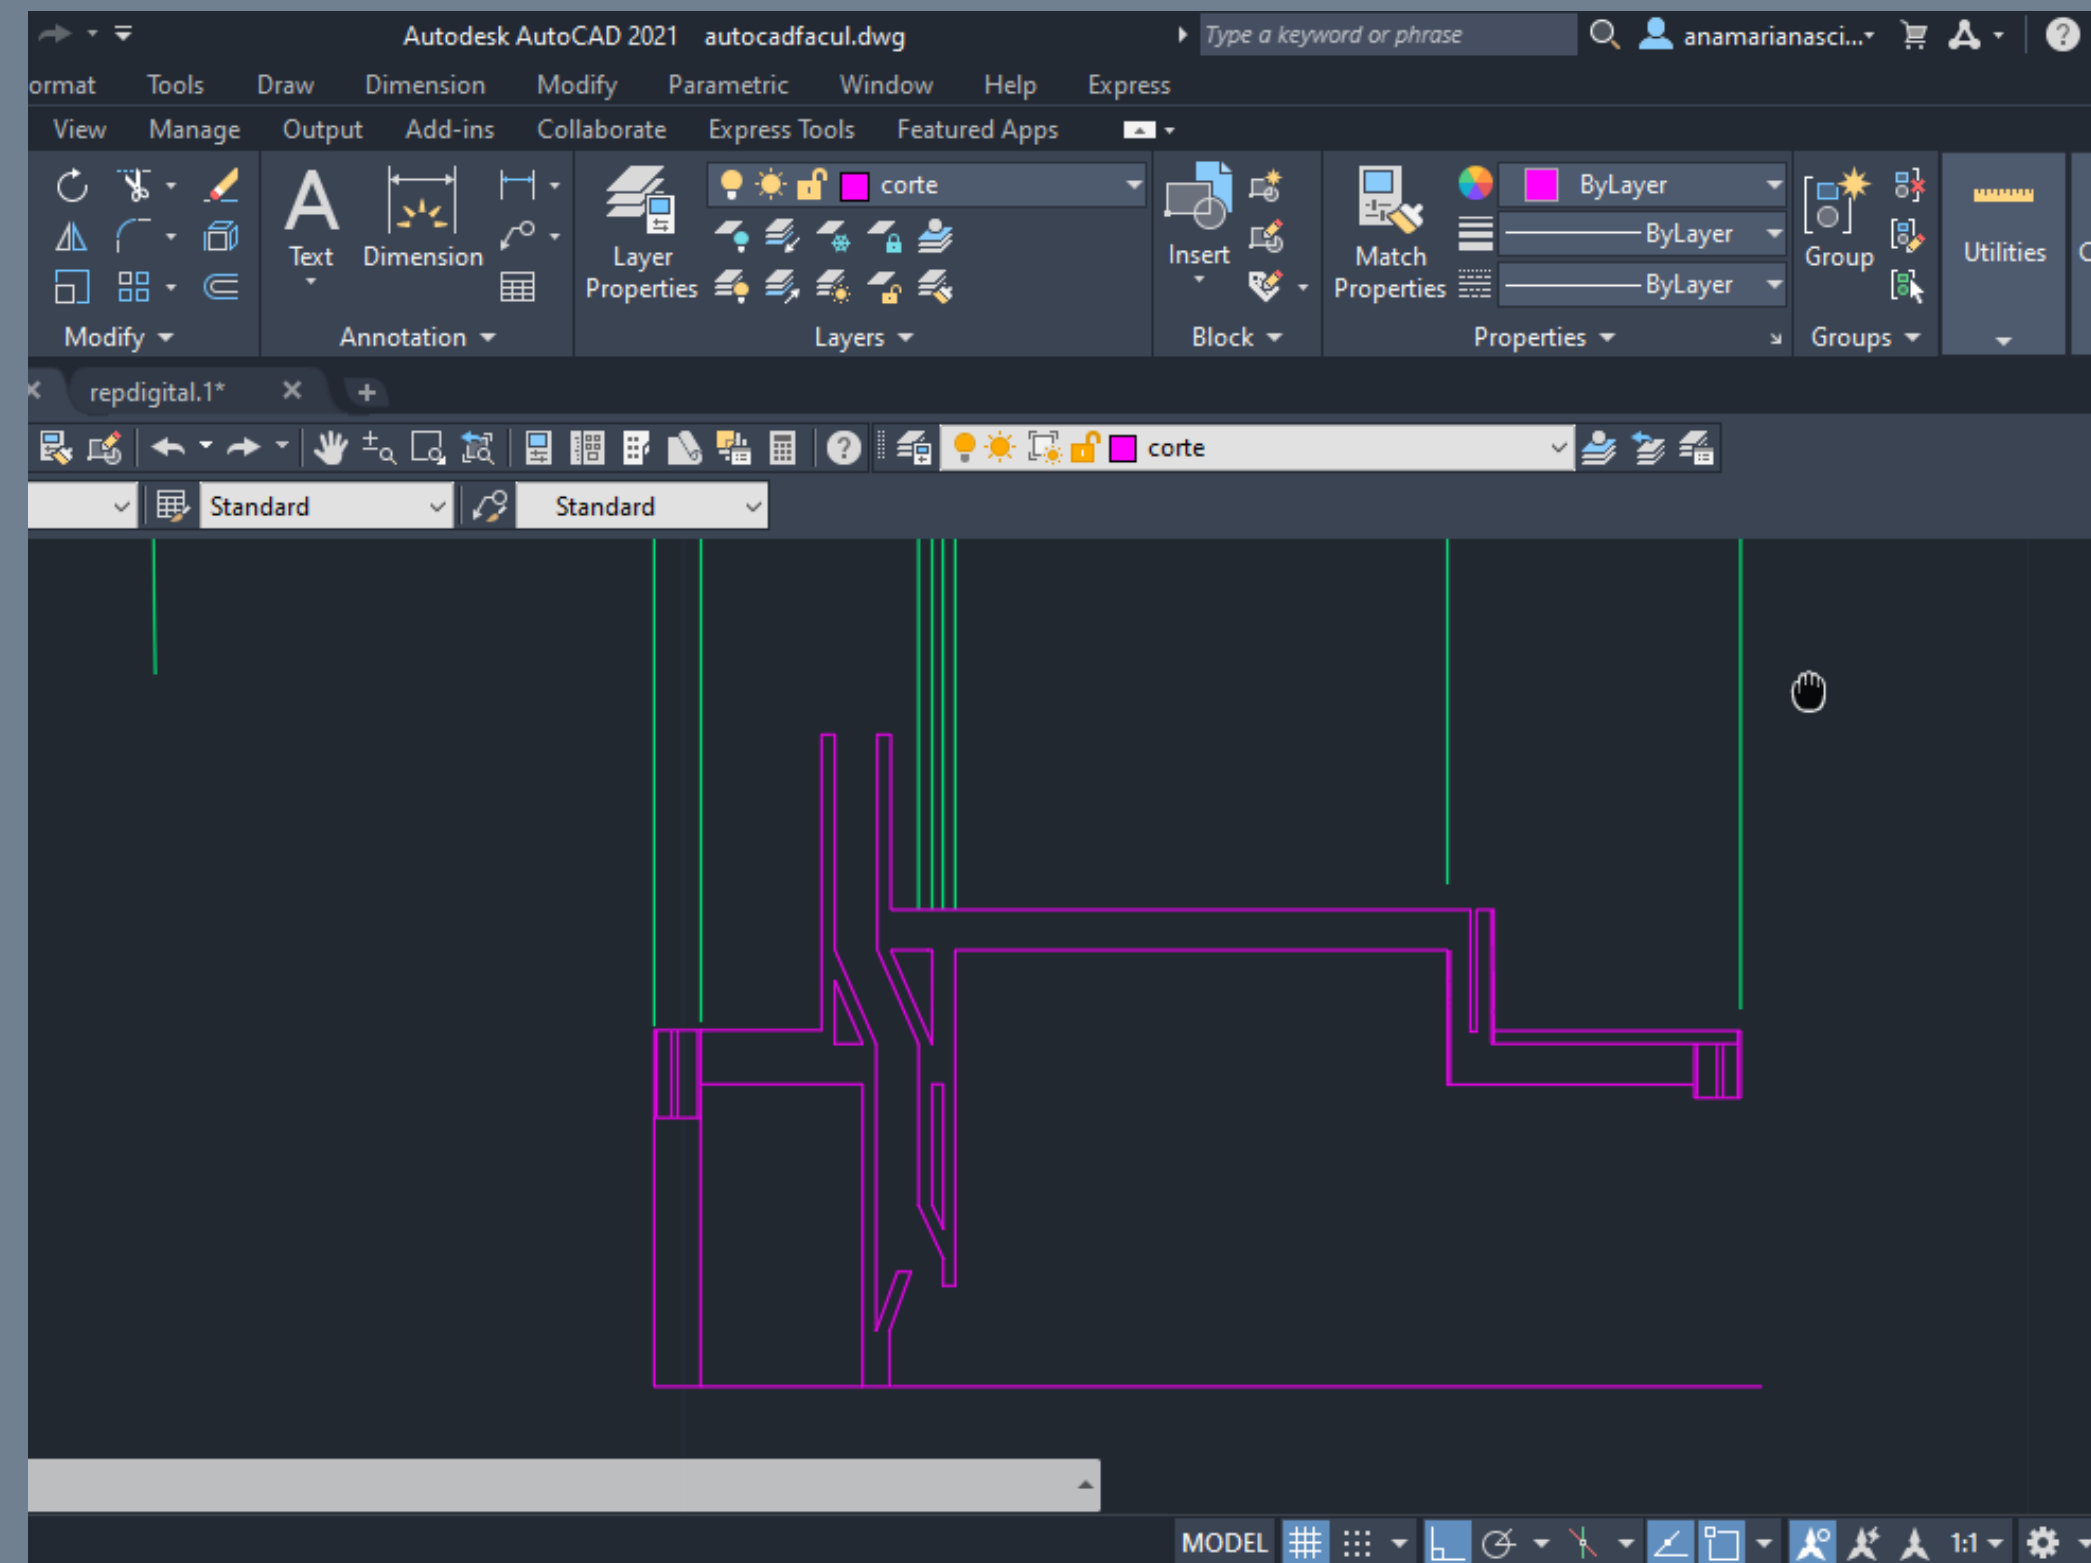 Autodesk AutoCAD 2021 autocadfacul.dwg Type a keyword or phrase anamarianasci...
ormat Tools Draw Dimension Modify Parametric Window Help Express
View Manage Output Add-ins Collaborate Express Tools Featured Apps
corte ByLayer
ByLayer
Text Dimension Layer Properties Insert Match Properties ByLayer Group Utilities
Modify Annotation Layers Block Properties Groups
repdigital.1*
corte
Standard Standard
MODEL 1:1